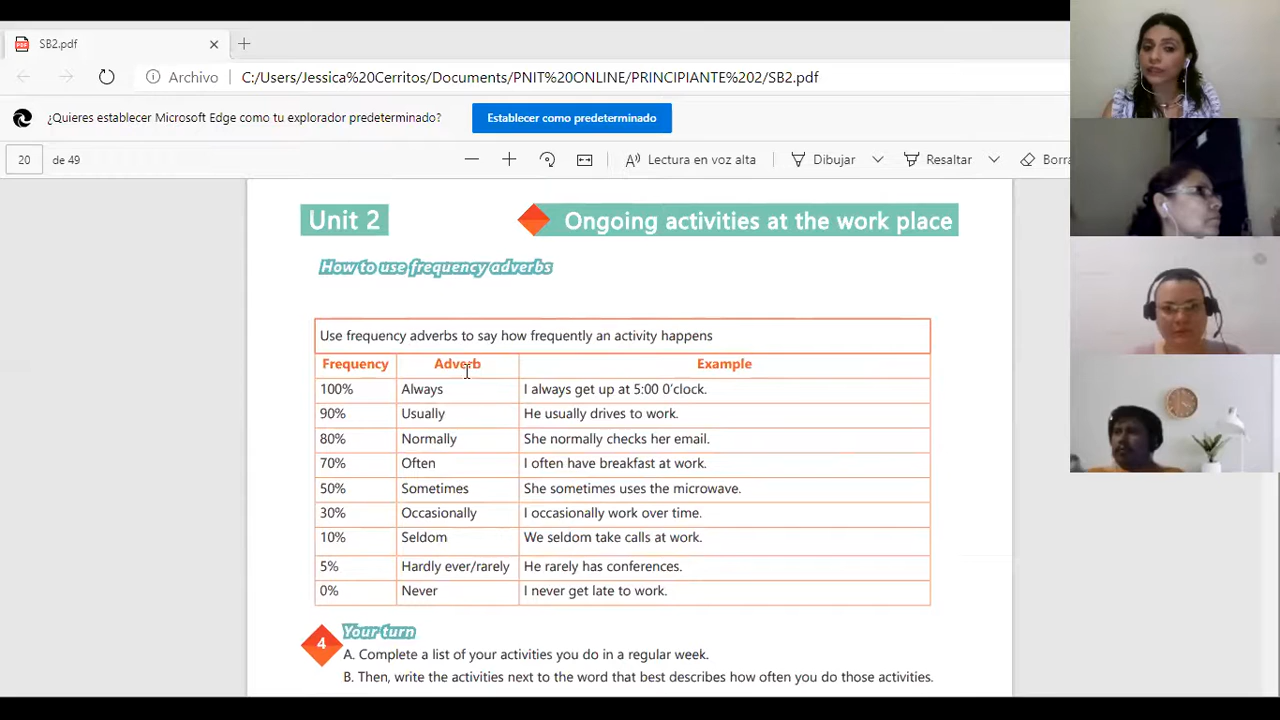 SB2.pdf
Archivo C:/Users/Jessica%20Cerritos/Documents/PNIT%20ONLINE/PRINCIPIANTE%202/SB2.pdf
¿Quieres establecer Microsoft Edge como tu explorador predeterminado? Establecer como predeterminado
20 de 49 Lectura en voz alta Dibujar Resaltar Borra
Unit 2 Ongoing activities at the work place
How to use frequency adverbs
Use frequency adverbs to say how frequently an activity happens
Frequency Adverb Example
100% Always I always get up at 5:00 0'clock.
90% Usually He usually drives to work.
80% Normally She normally checks her email.
70% Often I often have breakfast at work.
50% Sometimes She sometimes uses the microwave.
30% Occasionally I occasionally work over time.
10% Seldom We seldom take calls at work.
5% Hardly ever/rarely He rarely has conferences.
0% Never I never get late to work.
4 Your turn
A. Complete a list of your activities you do in a regular week.
B. Then, write the activities next to the word that best describes how often you do those activities.